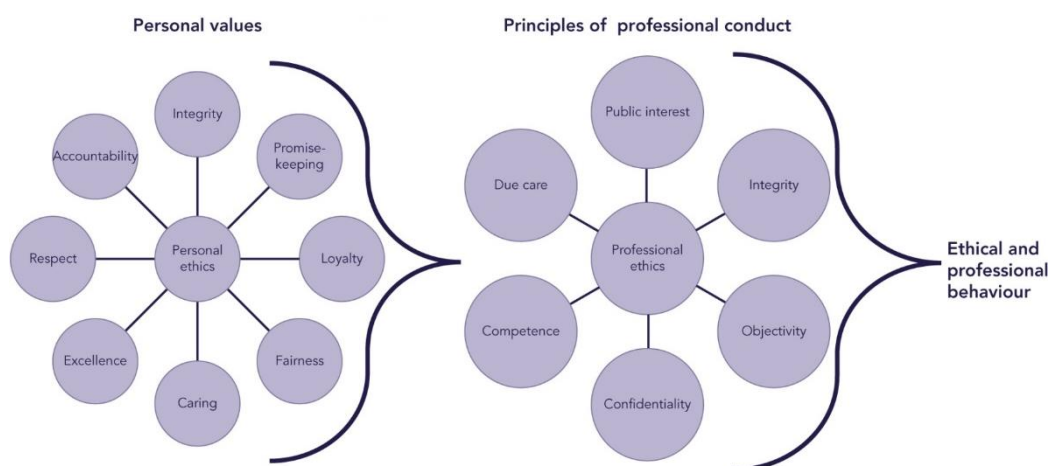 Personal values
Integrity
Promise-
keeping
Loyalty
Fairness
Caring
Excellence
Respect
Accountability
Personal
ethics
Principles of professional conduct
Public interest
Integrity
Objectivity
Confidentiality
Competence
Due care
Professional
ethics
Ethical and
professional
behaviour